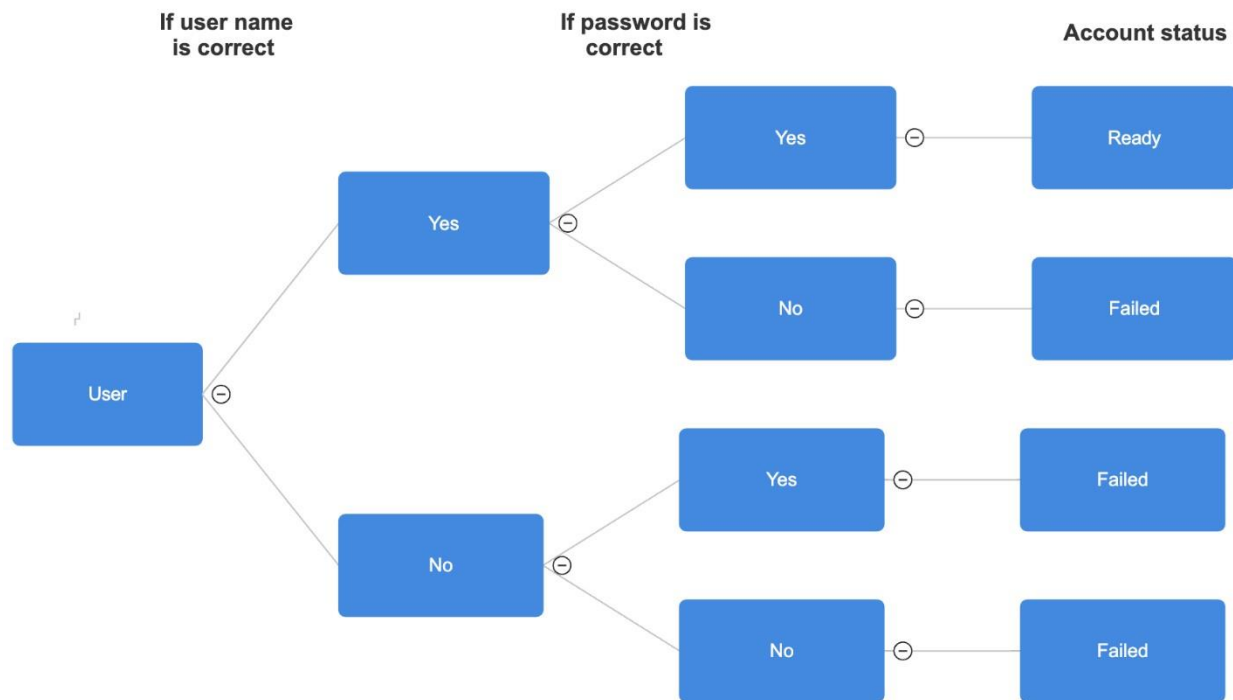 If user name
is correct
If password is
correct
Account status
Yes
Ready
Yes
No
Failed
User
Yes
Failed
No
No
Failed